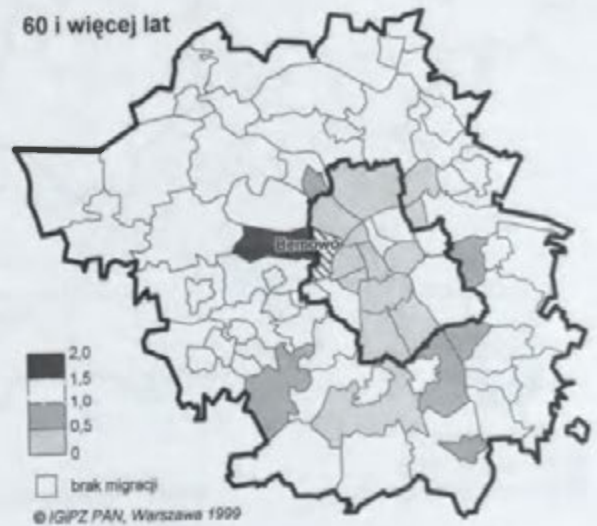 60 i więcej lat
Bemowo
2,0
1,5
1,0
0,5
0
brak migracji
© IGiPZ PAN, Warszawa 1999